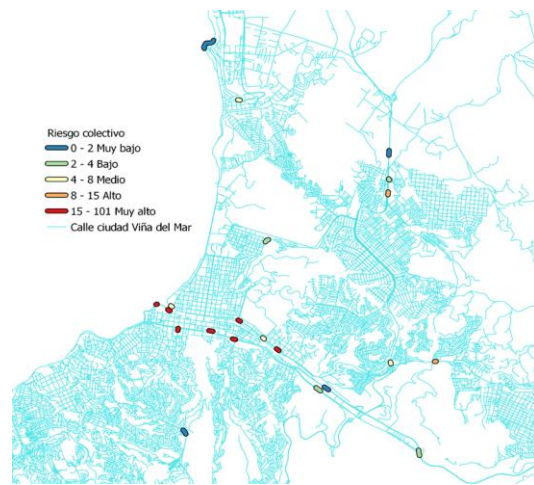 Riesgo colectivo
0 - 2 Muy bajo
2 - 4 Bajo
4 - 8 Medio
8 - 15 Alto
15 - 101 Muy alto
Calle ciudad Viña del Mar